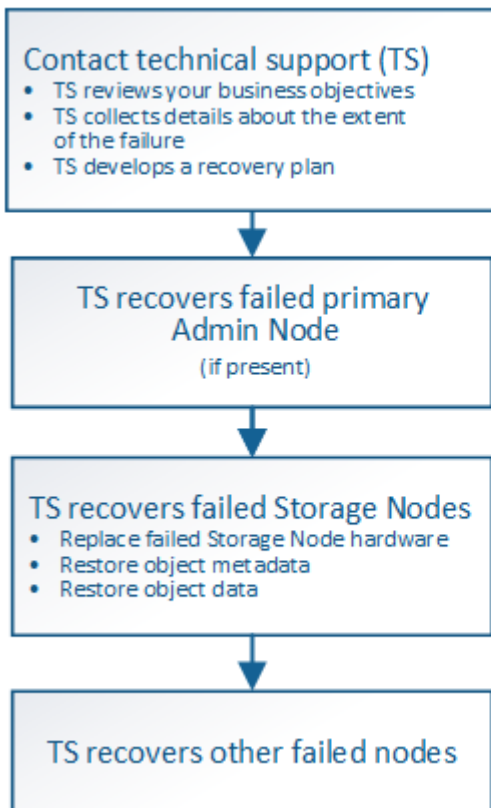 Contact technical support (TS)
• TS reviews your business objectives
• TS collects details about the extent
of the failure
• TS develops a recovery plan
TS recovers failed primary
Admin Node
(if present)
TS recovers failed Storage Nodes
• Replace failed Storage Node hardware
• Restore object metadata
• Restore object data
TS recovers other failed nodes